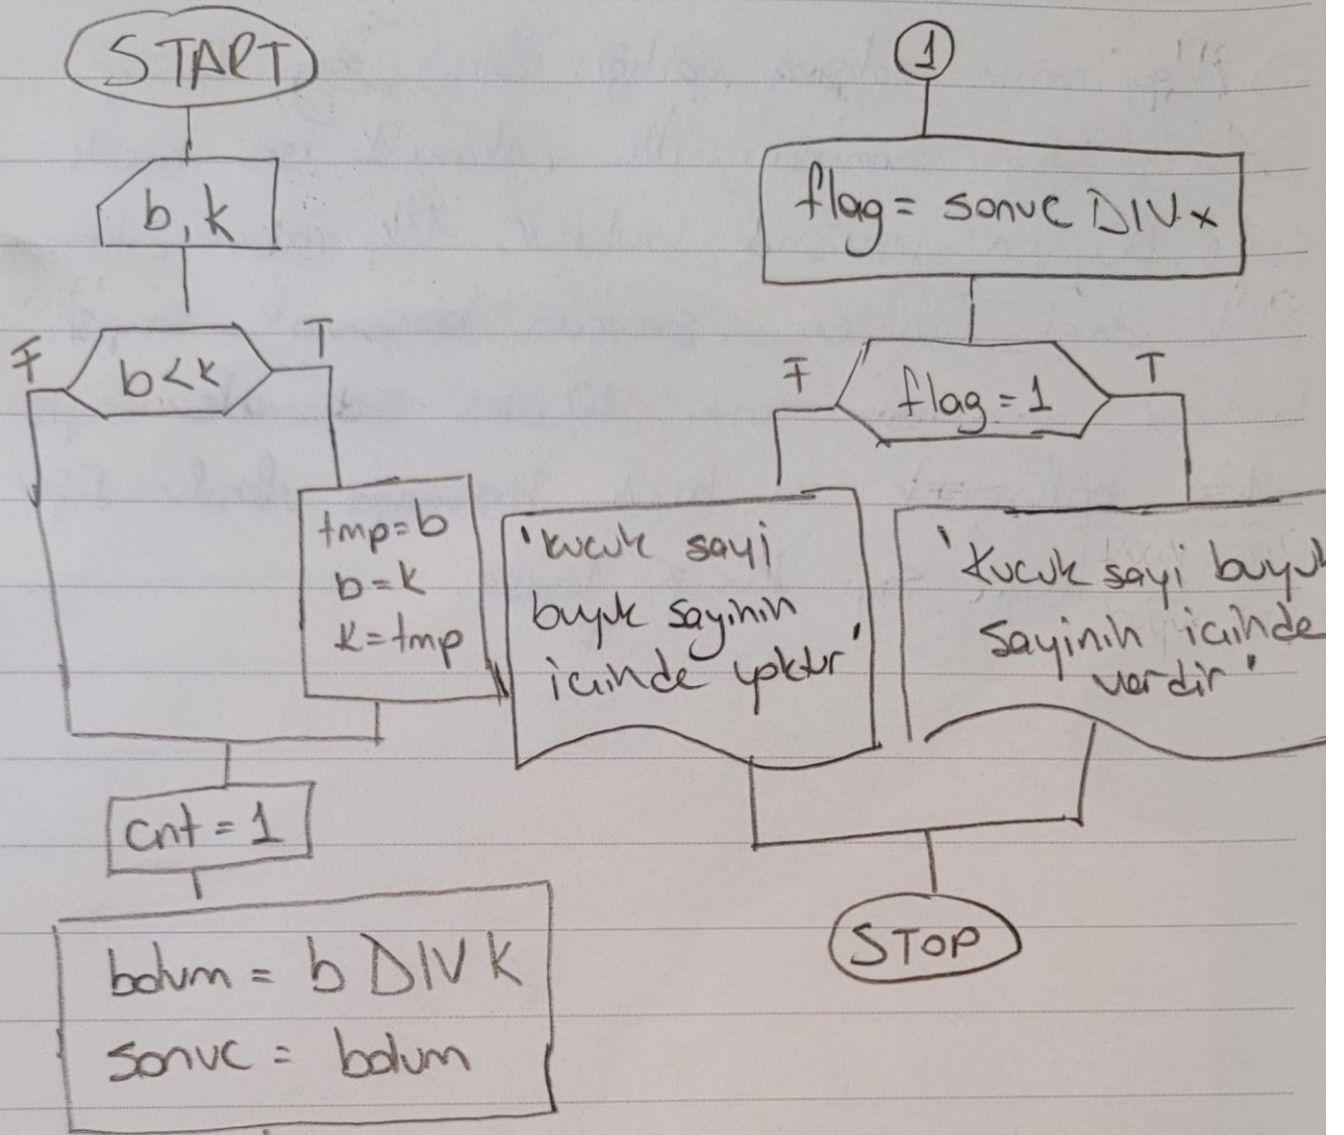 START
b, k
b<k
F
T
tmp=b
b=k
k=tmp
cnt = 1
bolum = b DIV k
sonuc = bolum
1
flag = sonuc DIV x
flag = 1
F
T
'kucuk sayi
buyuk sayinin
icinde yoktur'
'Kucuk sayi buyuk
Sayinin icinde
vardir'
STOP